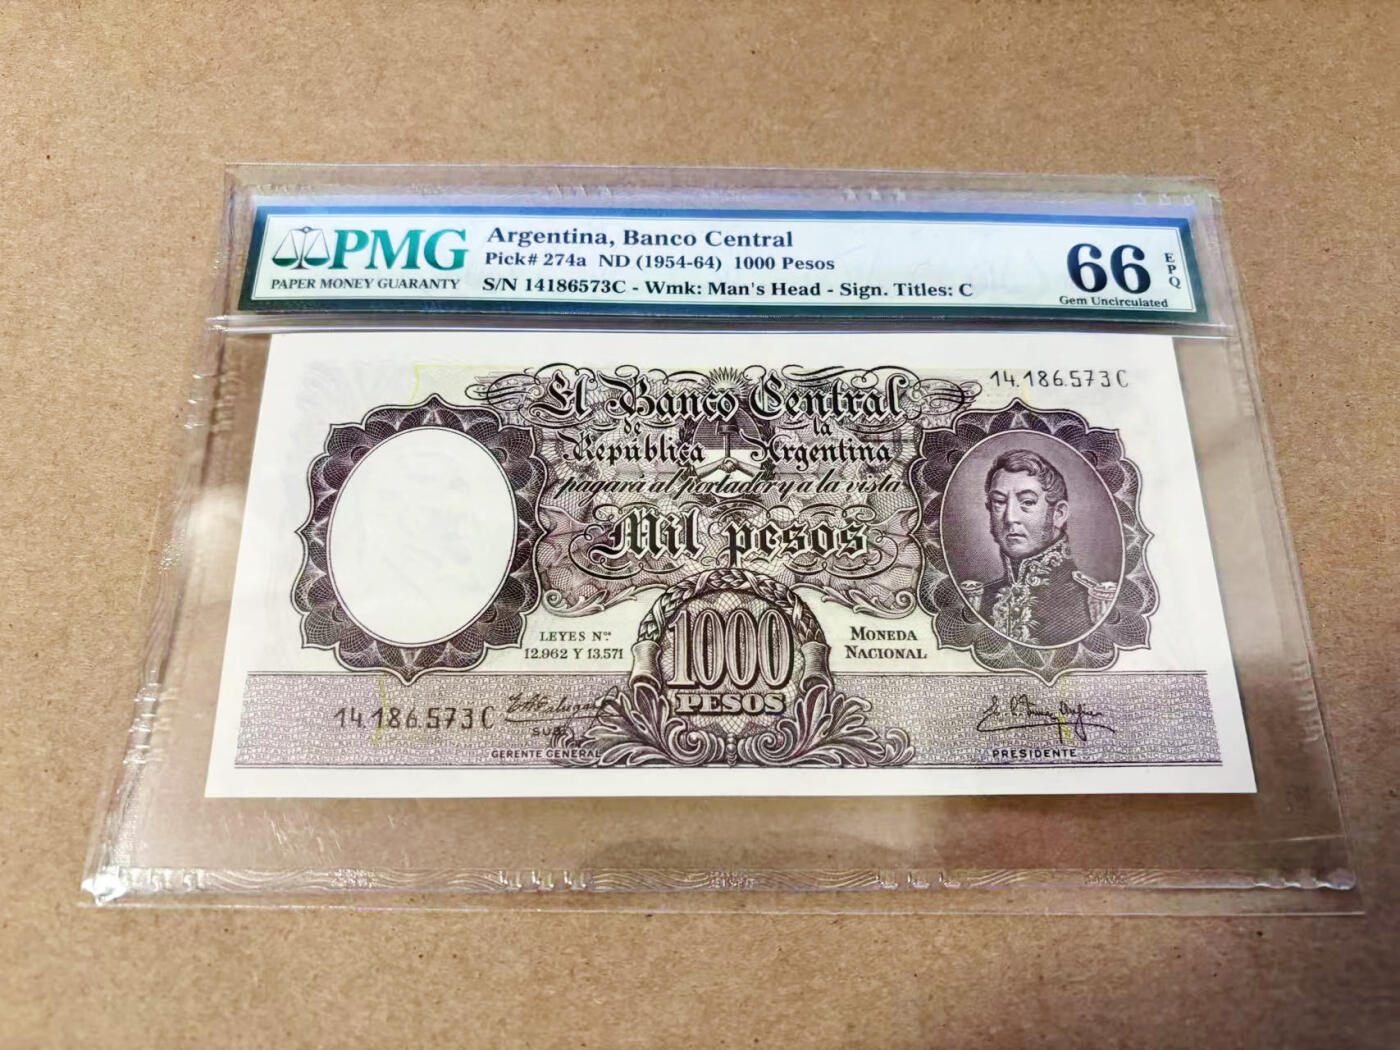 PMG
PAPER MONEY GUARANTY
Argentina, Banco Central
Pick# 274a ND (1954-64) 1000 Pesos
S/N 14186573C - Wmk: Man's Head - Sign. Titles: C
66 EPQ
Gem Uncirculated
14.186.573C
El Banco Central
de la
República Argentina
pagará al portador y a la vista
Mil pesos
LEYES Nos.
12.962 Y 13.571
1000
PESOS
MONEDA
NACIONAL
14.186.573C
SUB
GERENTE GENERAL
PRESIDENTE